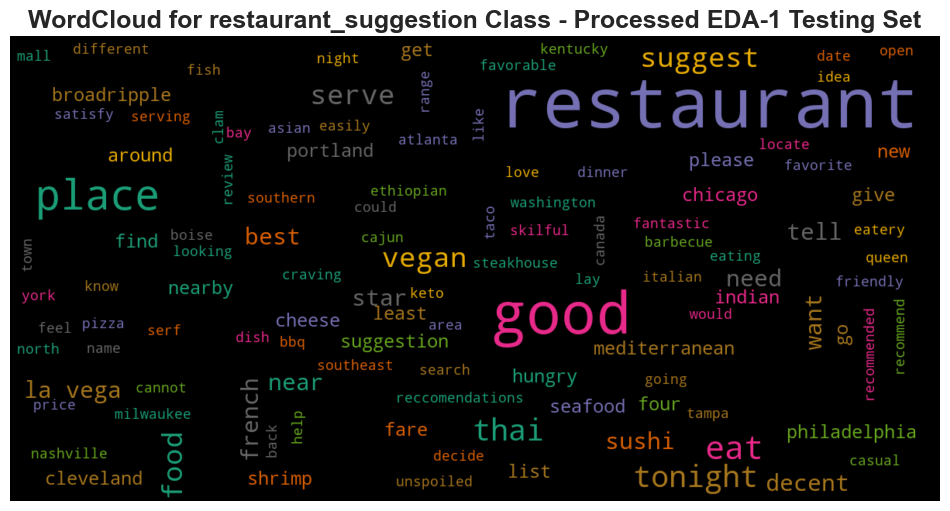 WordCloud for restaurant_suggestion Class - Processed EDA-1 Testing Set
mall
different
fish
night
get
kentucky
favorable
suggest
date
open
idea
broadripple
satisfy
serving
serve
range
restaurant
clam
bay
asian
easily
atlanta
like
around
portland
locate
please
favorite
new
review
love
dinner
place
southern
ethiopian
could
washington
chicago
give
taco
fantastic
find
boise
looking
best
cajun
skilful
canada
barbecue
tell
eatery
town
vegan
steakhouse
eating
queen
craving
lay
italian
need
friendly
york
know
nearby
star
keto
good
indian
would
want
go
recommended
recommend
feel
pizza
serf
cheese
least
area
north
name
dish
bbq
suggestion
mediterranean
southeast
search
hungry
going
la vega
cannot
near
reccomendations
seafood
four
tampa
price
milwaukee
french
back
help
fare
thai
philadelphia
nashville
food
decide
sushi
eat
casual
cleveland
shrimp
unspoiled
list
tonight
decent